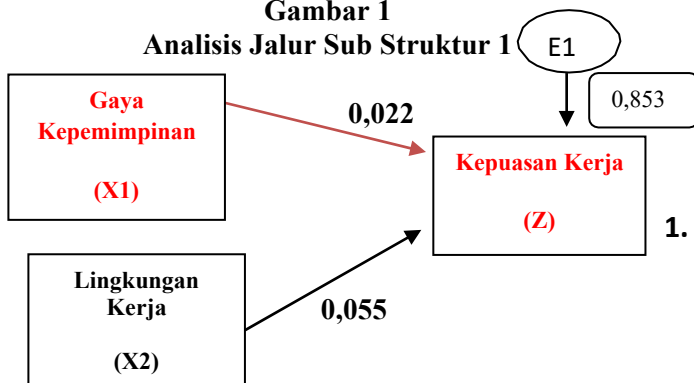 Gambar 1
Analisis Jalur Sub Struktur 1
E1
0,853
Gaya
Kepemimpinan
(X1)
0,022
Kepuasan Kerja
(Z)
1.
Lingkungan
Kerja
(X2)
0,055